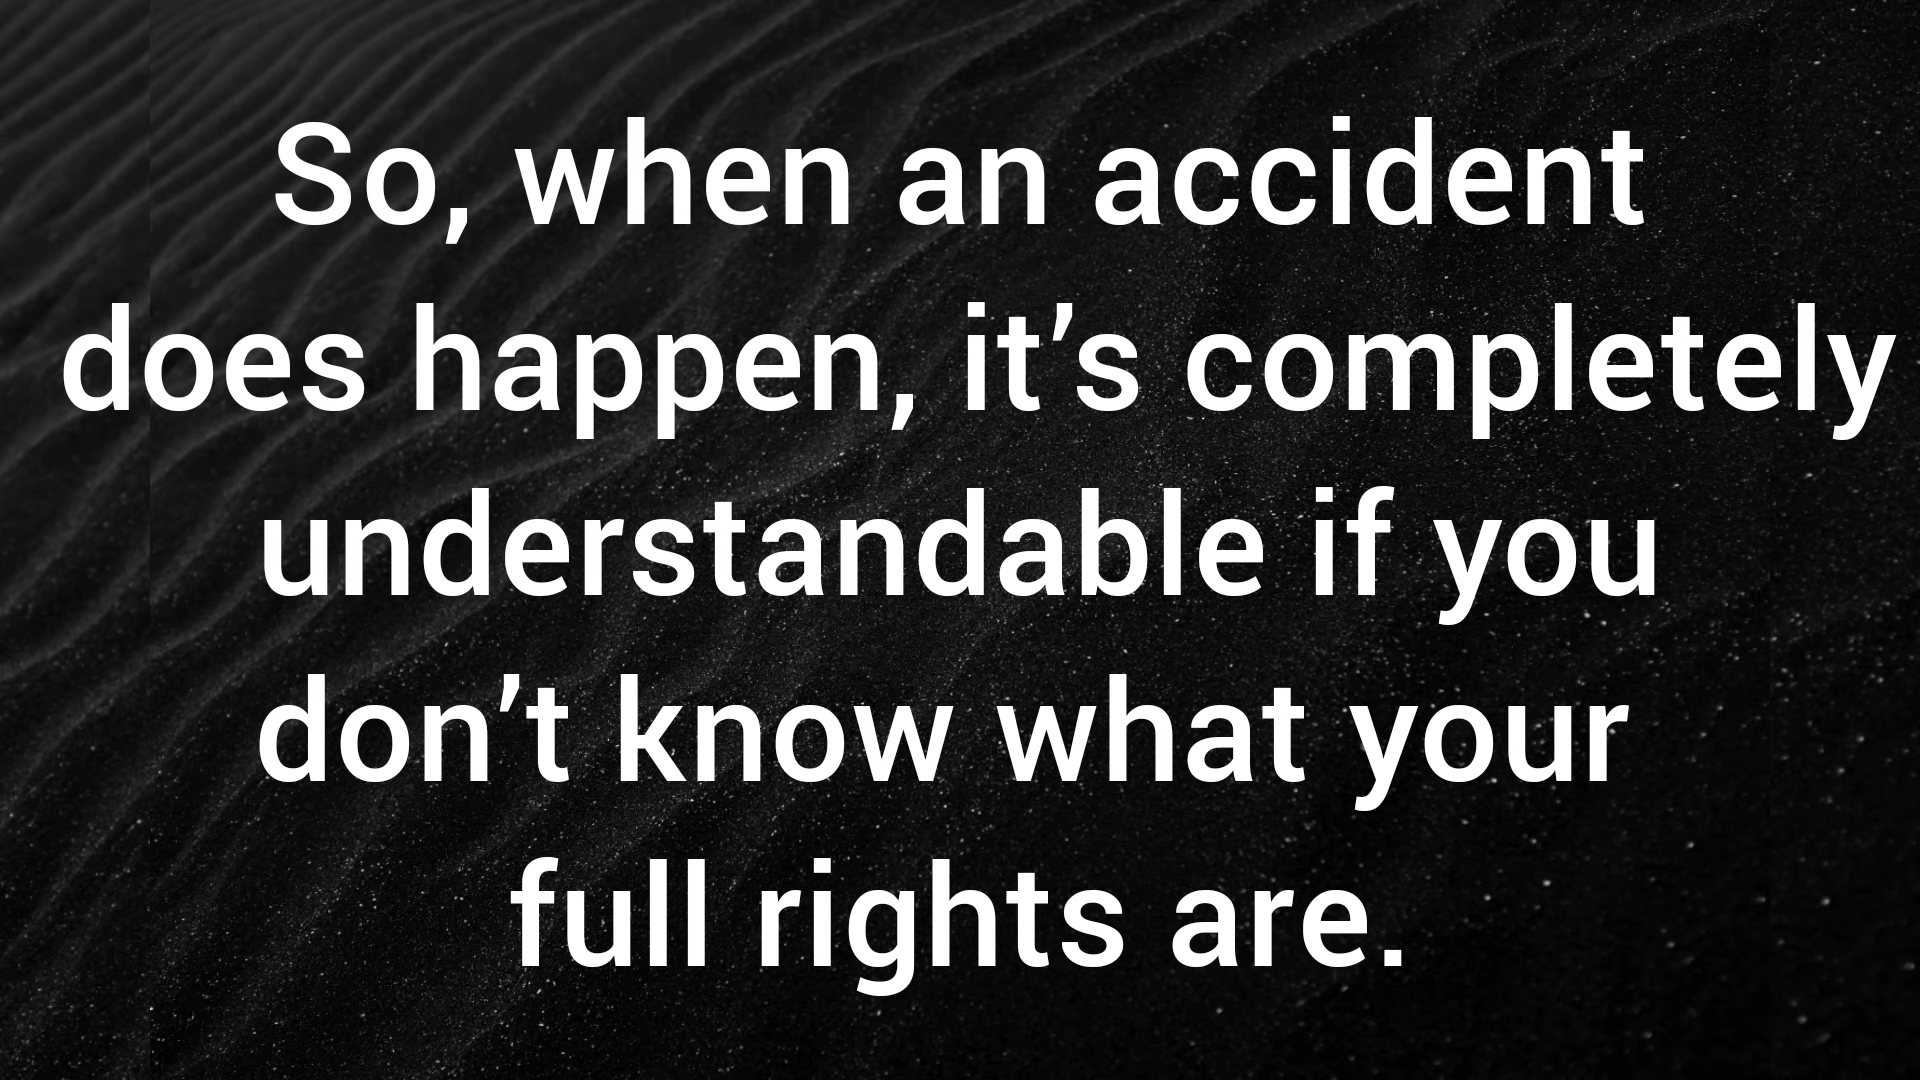 So, when an accident
does happen, it’s completely
understandable if you
don’t know what your
full rights are.